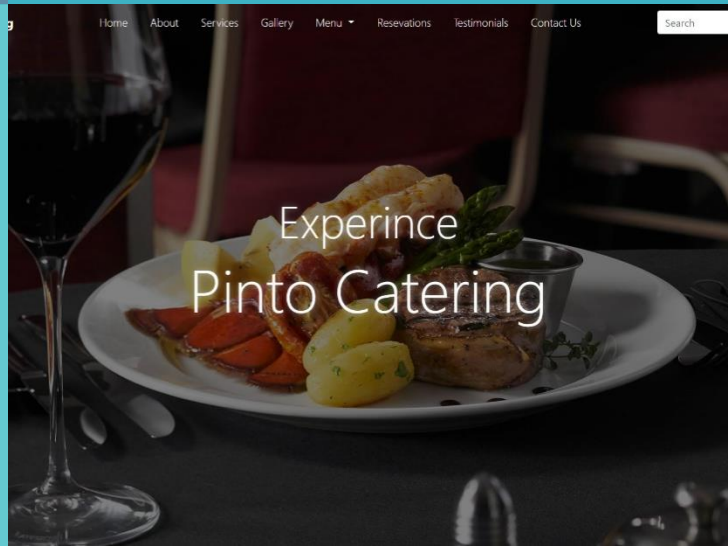 g Home About Services Gallery Menu Resevations Testimonials Contact Us Search
Experince
Pinto Catering